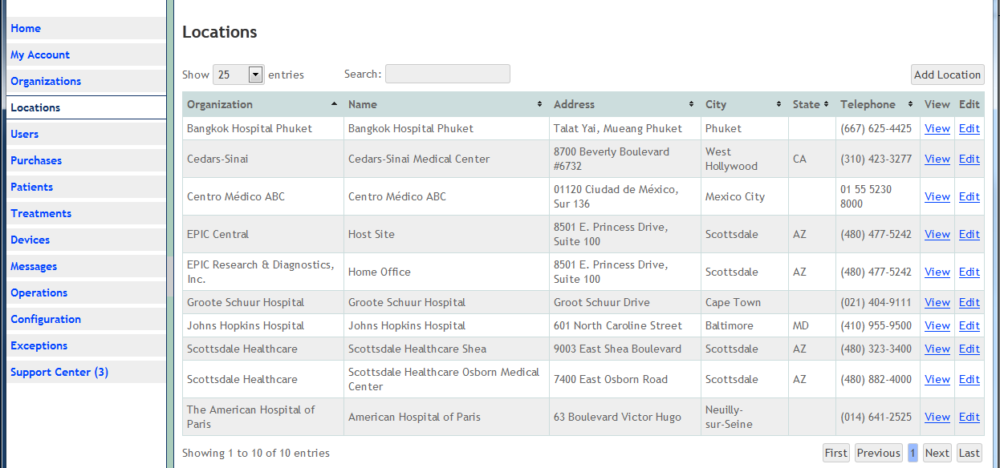 Home
My Account
Organizations
Locations
Users
Purchases
Patients
Treatments
Devices
Messages
Operations
Configuration
Exceptions
Support Center (3)
Locations
Show 25 entries Search: Add Location
Organization Name Address City State Telephone View Edit
Bangkok Hospital Phuket Bangkok Hospital Phuket Talat Yai, Mueang Phuket Phuket (667) 625-4425 View Edit
Cedars-Sinai Cedars-Sinai Medical Center 8700 Beverly Boulevard
#6732 West
Hollywood CA (310) 423-3277 View Edit
Centro Médico ABC Centro Médico ABC 01120 Ciudad de México,
Sur 136 Mexico City 01 55 5230
8000 View Edit
EPIC Central Host Site 8501 E. Princess Drive,
Suite 100 Scottsdale AZ (480) 477-5242 View Edit
EPIC Research & Diagnostics,
Inc. Home Office 8501 E. Princess Drive,
Suite 100 Scottsdale AZ (480) 477-5242 View Edit
Groote Schuur Hospital Groote Schuur Hospital Groot Schuur Drive Cape Town (021) 404-9111 View Edit
Johns Hopkins Hospital Johns Hopkins Hospital 601 North Caroline Street Baltimore MD (410) 955-9500 View Edit
Scottsdale Healthcare Scottsdale Healthcare Shea 9003 East Shea Boulevard Scottsdale AZ (480) 323-3400 View Edit
Scottsdale Healthcare Scottsdale Healthcare Osborn Medical
Center 7400 East Osborn Road Scottsdale AZ (480) 882-4000 View Edit
The American Hospital of
Paris American Hospital of Paris 63 Boulevard Victor Hugo Neuilly-
sur-Seine (014) 641-2525 View Edit
Showing 1 to 10 of 10 entries First Previous 1 Next Last